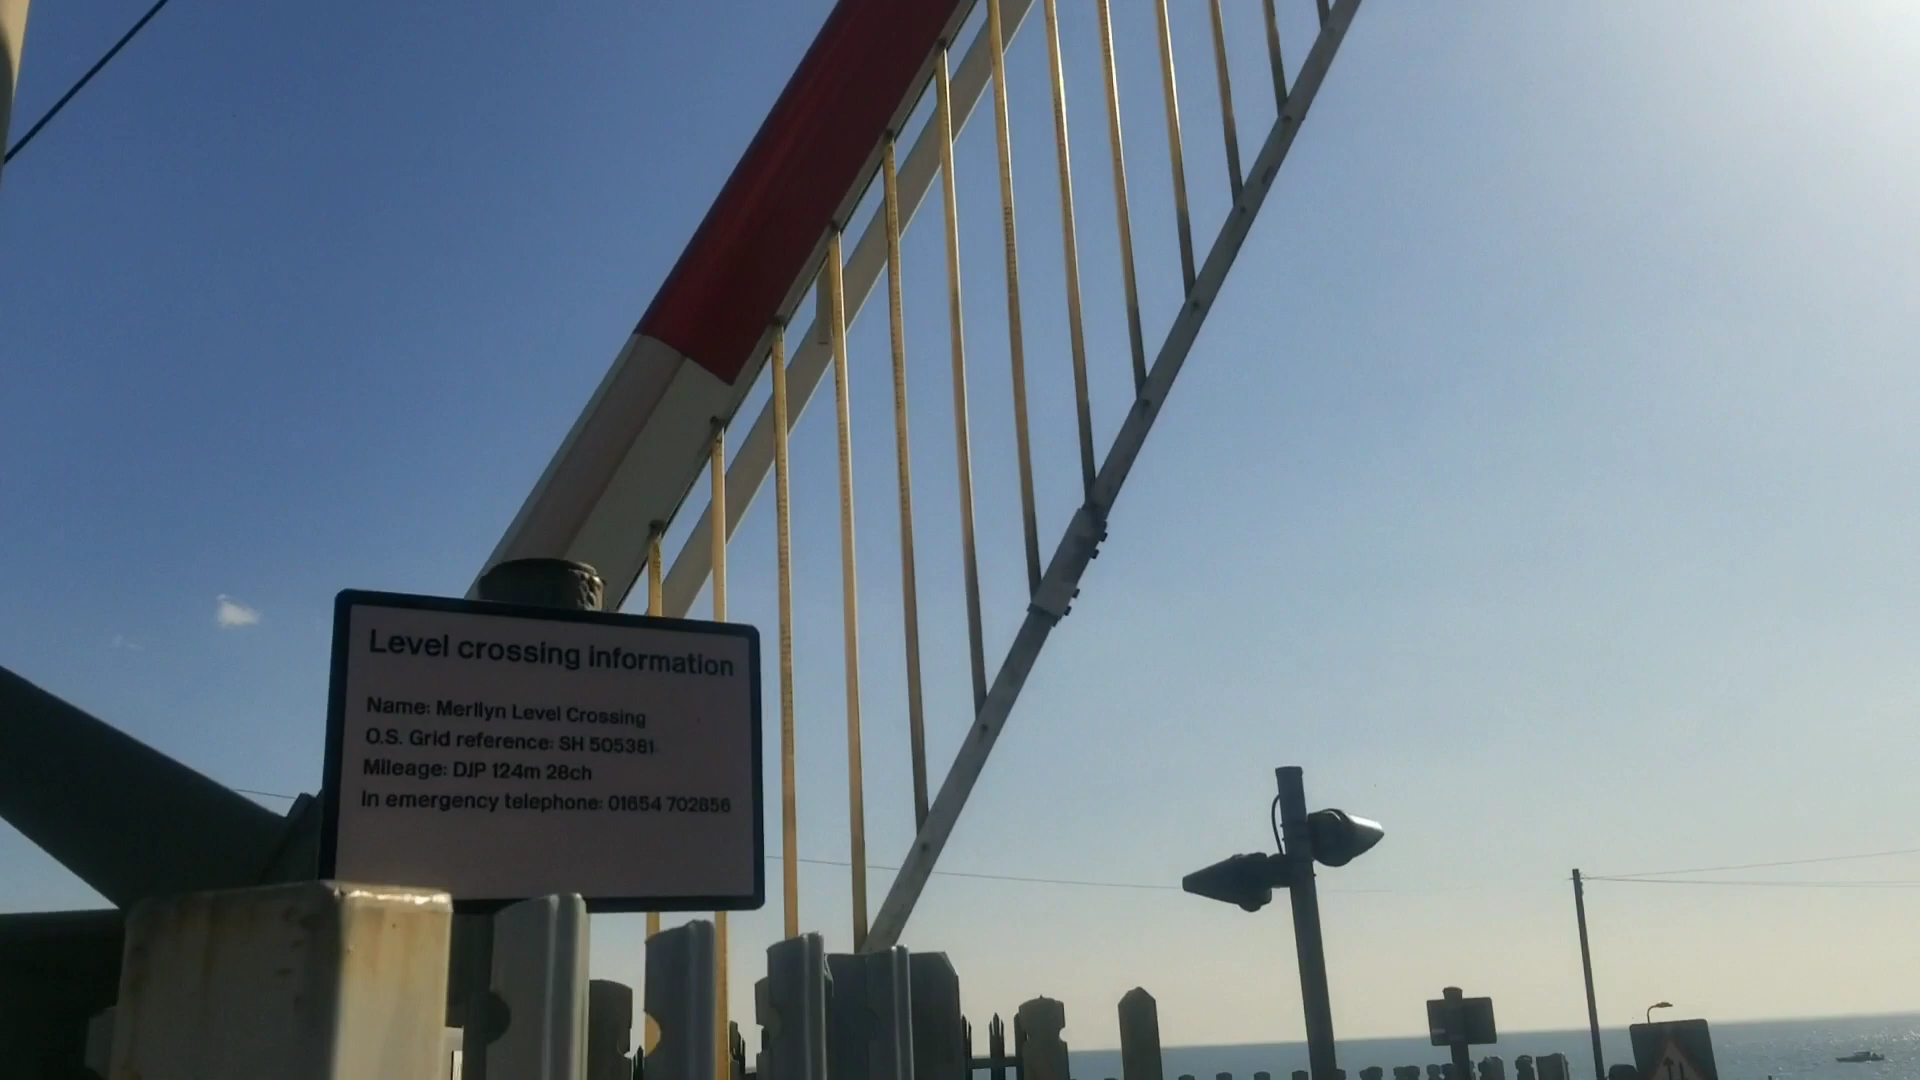 Level crossing information
Name: Merllyn Level Crossing
O.S. Grid reference: SH 505381
Mileage: DJP 124m 28ch
In emergency telephone: 01654 702656